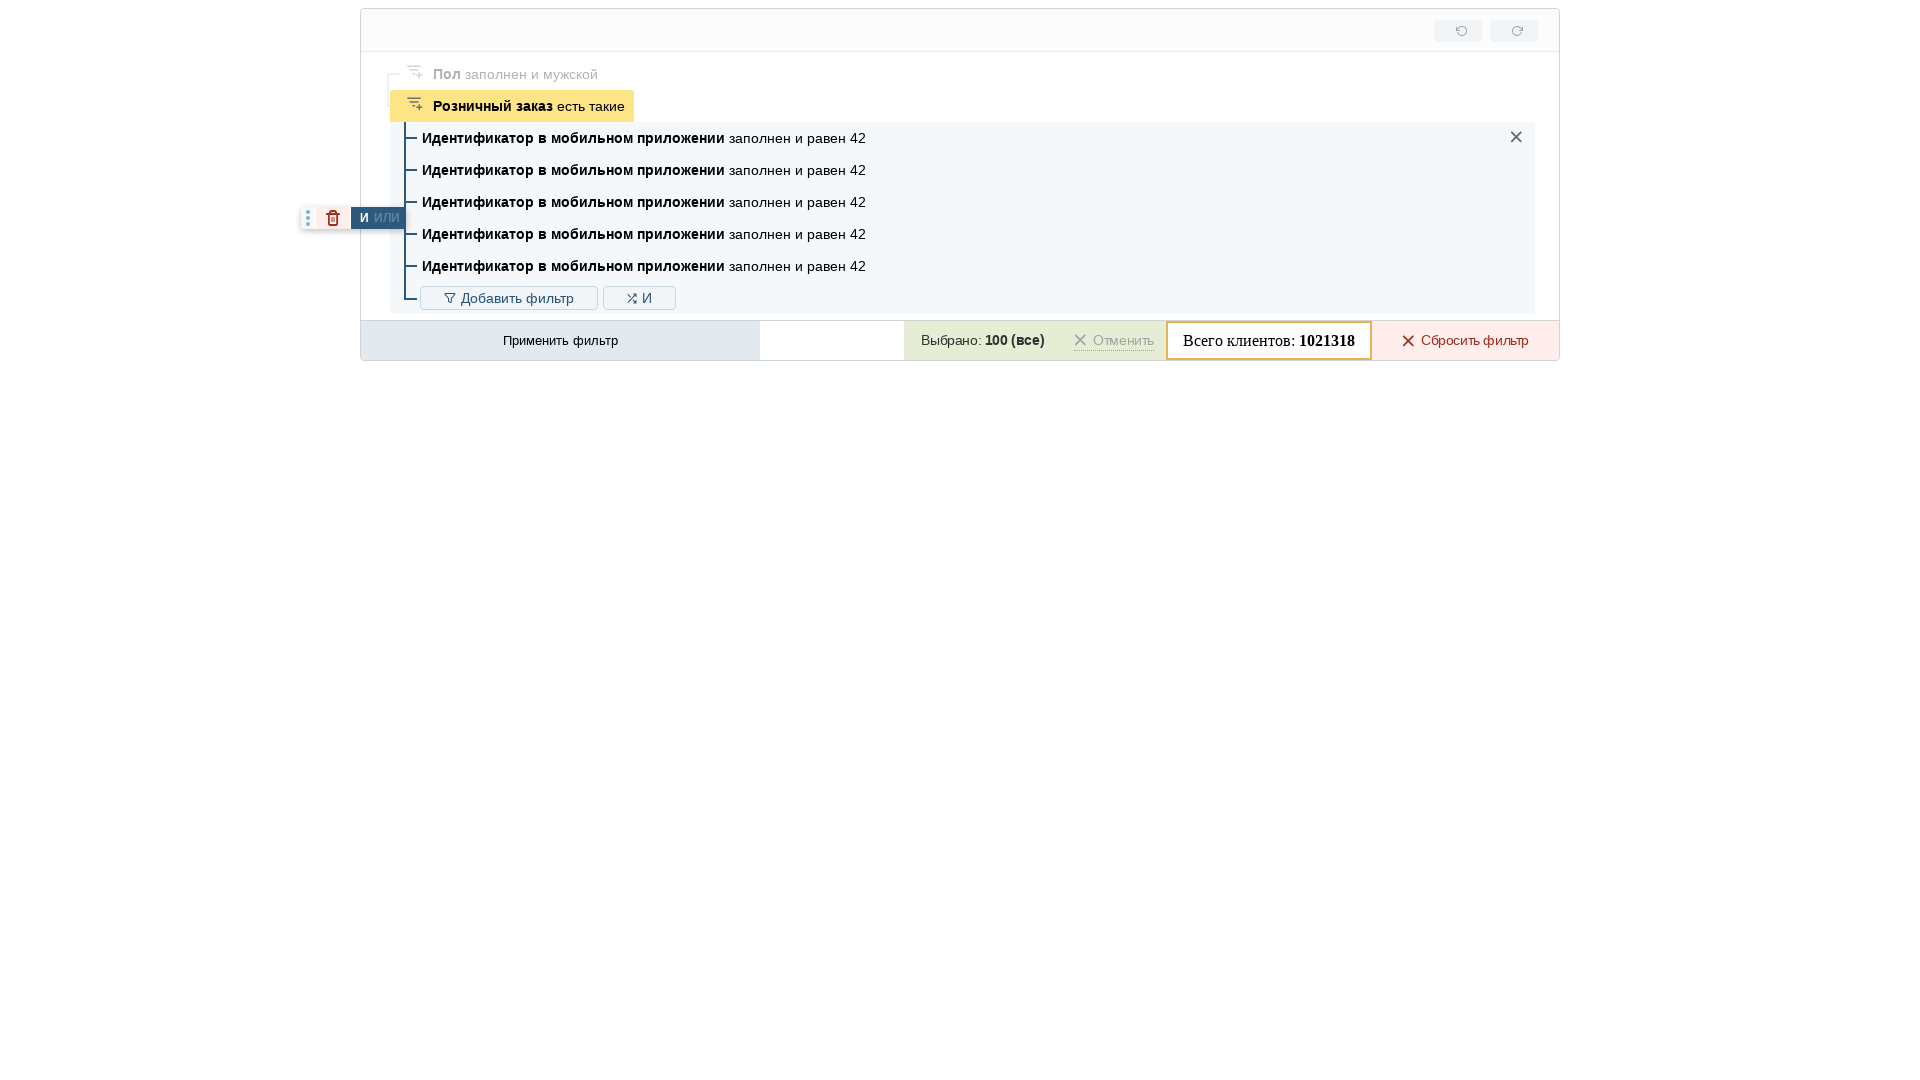 Пол заполнен и мужской
Розничный заказ есть такие
Идентификатор в мобильном приложении заполнен и равен 42
Идентификатор в мобильном приложении заполнен и равен 42
Идентификатор в мобильном приложении заполнен и равен 42
И ИЛИ
Идентификатор в мобильном приложении заполнен и равен 42
Идентификатор в мобильном приложении заполнен и равен 42
Добавить фильтр И
Применить фильтр Выбрано: 100 (все) Отменить Всего клиентов: 1021318 Сбросить фильтр